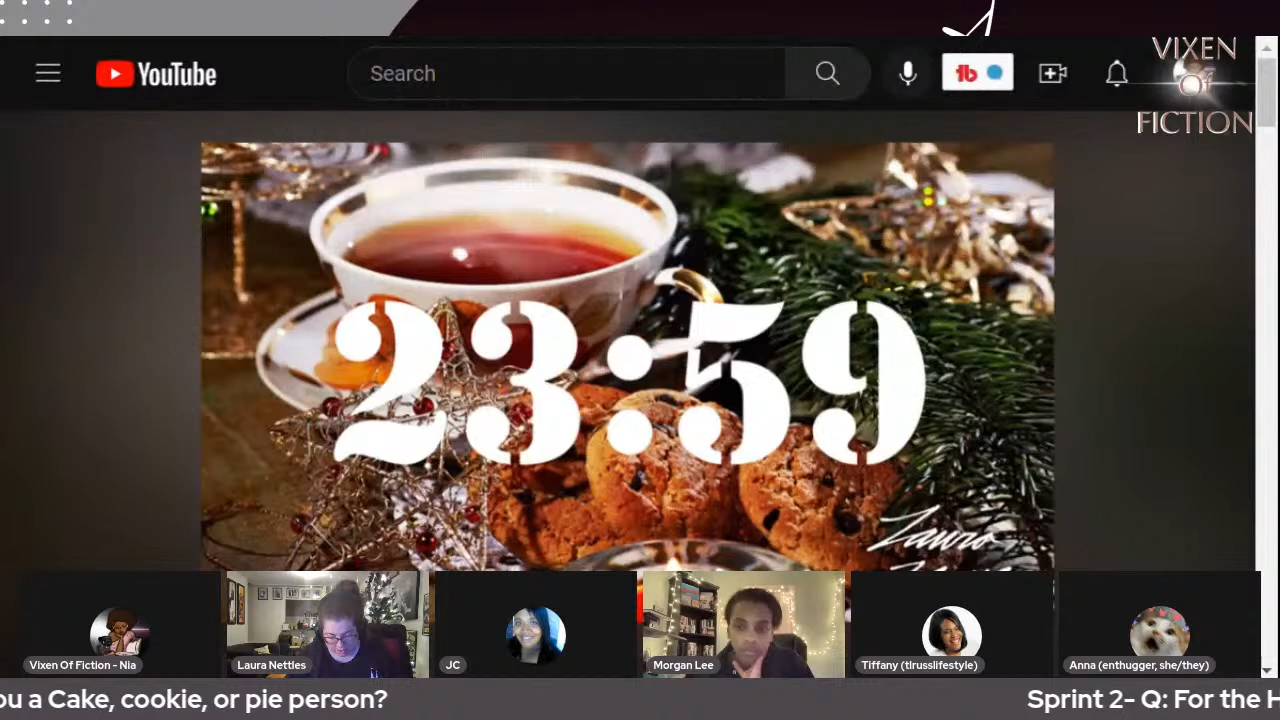 YouTube
Search
VIXEN
Of
FICTION
23:59
Vixen Of Fiction - Nia
Laura Nettles
JC
Morgan Lee
Tiffany (tlrusslifestyle)
Anna (enthugger, she/they)
ou a Cake, cookie, or pie person?
Sprint 2- Q: For the H